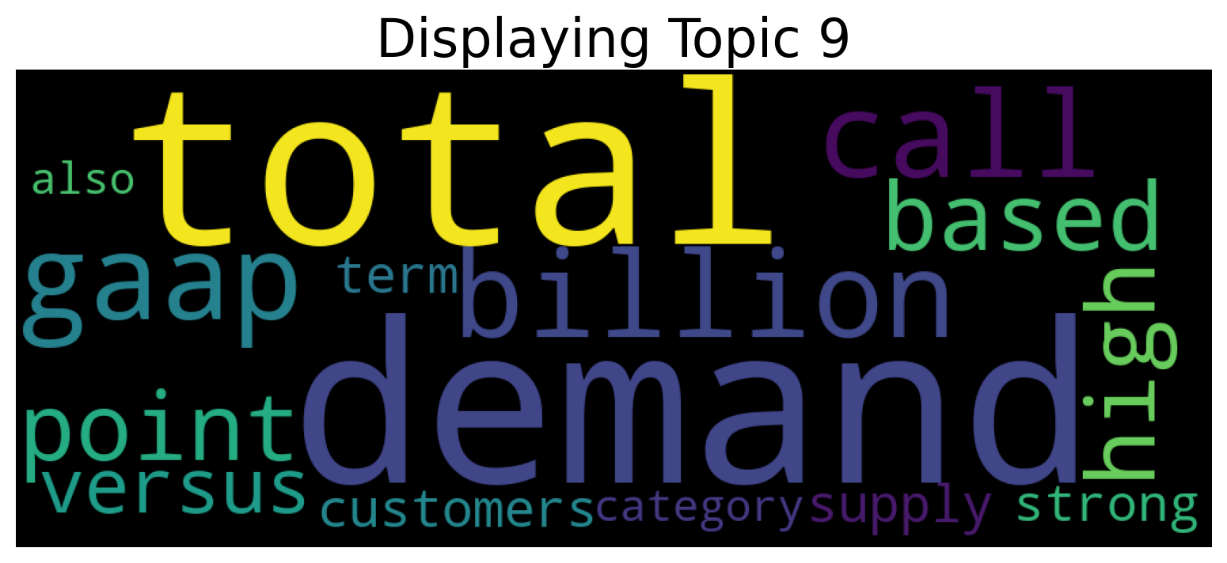 Displaying Topic 9
total
call
also
based
gaap
term
billion
high
demand
point
versus
customers
category
supply
strong